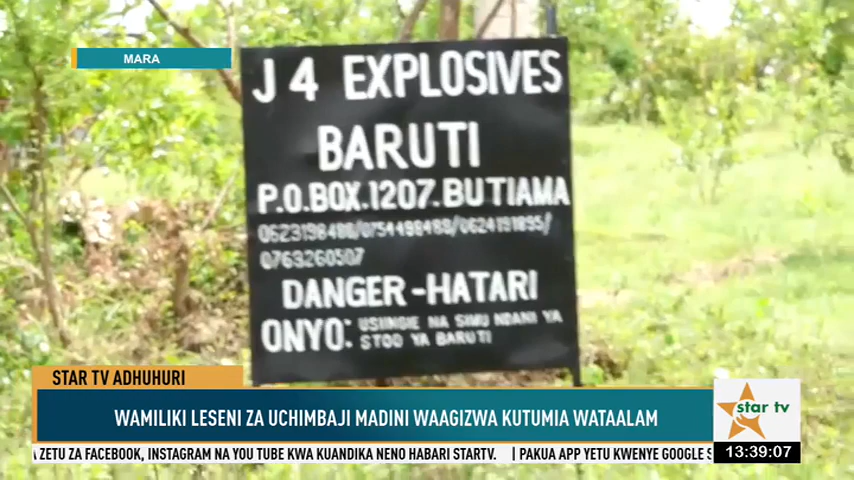 MARA
J 4 EXPLOSIVES
BARUTI
P.O.BOX.1207.BUTIAMA
0623198488/0754498489/0624191895/
0763260507
DANGER-HATARI
ONYO: USIINGIE NA SIMU NDANI YA
STOO YA BARUTI
STAR TV ADHUHURI
WAMILIKI LESENI ZA UCHIMBAJI MADINI WAAGIZWA KUTUMIA WATAALAM
star tv
A ZETU ZA FACEBOOK, INSTAGRAM NA YOU TUBE KWA KUANDIKA NENO HABARI STARTV. | PAKUA APP YETU KWENYE GOOGLE S
13:39:07